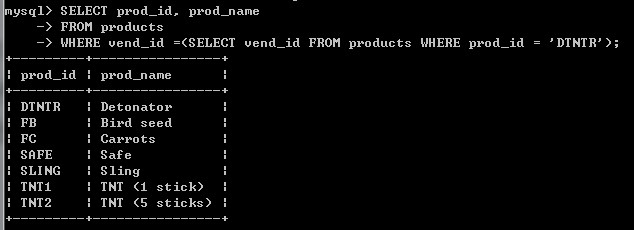 mysql> SELECT prod_id, prod_name
    -> FROM products
    -> WHERE vend_id =(SELECT vend_id FROM products WHERE prod_id = 'DTNTR');
+---------+----------------+
| prod_id | prod_name      |
+---------+----------------+
| DTNTR   | Detonator      |
| FB      | Bird seed      |
| FC      | Carrots        |
| SAFE    | Safe           |
| SLING   | Sling          |
| TNT1    | TNT (1 stick)  |
| TNT2    | TNT (5 sticks) |
+---------+----------------+